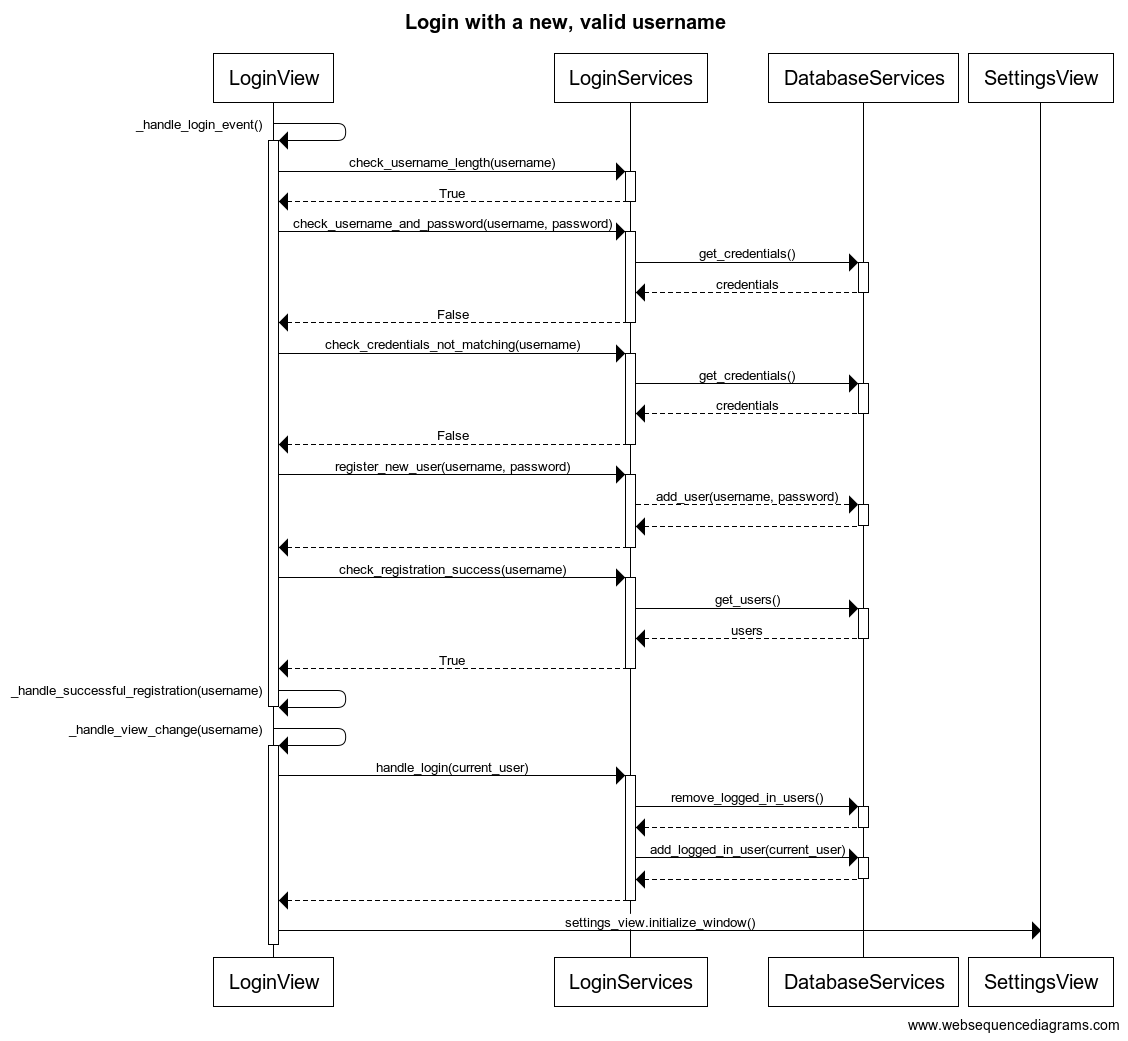 Login with a new, valid username
LoginView
LoginServices
DatabaseServices
SettingsView
_handle_login_event()
check_username_length(username)
True
check_username_and_password(username, password)
get_credentials()
credentials
False
check_credentials_not_matching(username)
get_credentials()
credentials
False
register_new_user(username, password)
add_user(username, password)
check_registration_success(username)
get_users()
users
True
_handle_successful_registration(username)
_handle_view_change(username)
handle_login(current_user)
remove_logged_in_users()
add_logged_in_user(current_user)
settings_view.initialize_window()
LoginView
LoginServices
DatabaseServices
SettingsView
www.websequencediagrams.com